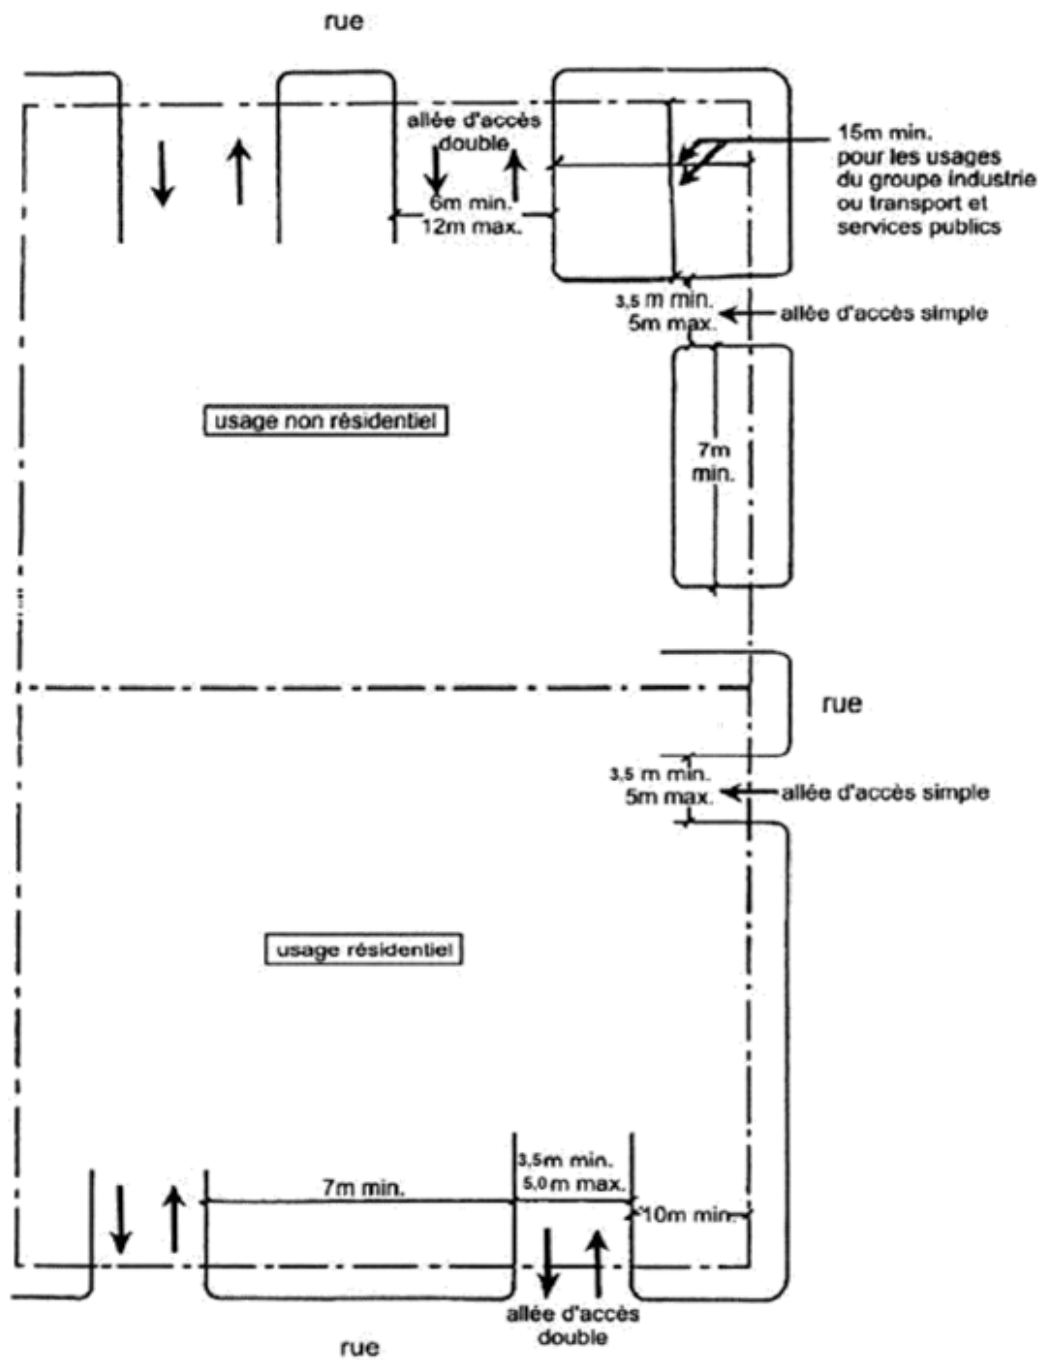 rue
allée d'accès
double
6m min.
12m max.
15m min.
pour les usages
du groupe industrie
ou transport et
services publics
3,5 m min.
5m max.
allée d'accès simple
usage non résidentiel
7m
min.
rue
3,5 m min.
5m max.
allée d'accès simple
usage résidentiel
7m min.
3,5m min.
5,0m max.
10m min.
allée d'accès
double
rue